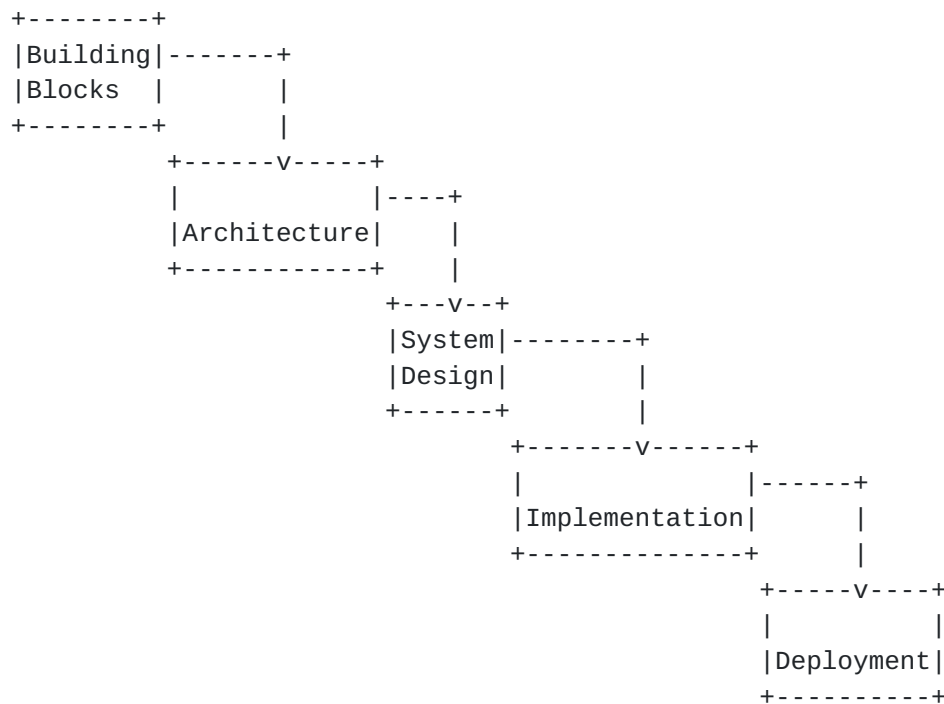 Building
Blocks
Architecture
System
Design
Implementation
Deployment